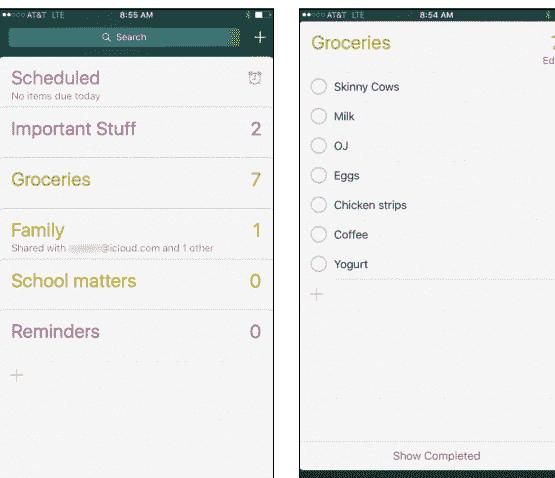 AT&T LTE 8:55 AM
Search
Scheduled
No items due today
Important Stuff 2
Groceries 7
Family 1
Shared with @icloud.com and 1 other
School matters 0
Reminders 0
AT&T LTE 8:54 AM
Groceries
Skinny Cows
Milk
OJ
Eggs
Chicken strips
Coffee
Yogurt
Show Completed